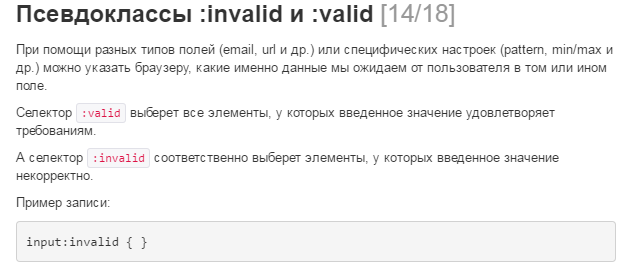 Псевдоклассы :invalid и :valid [14/18]
При помощи разных типов полей (email, url и др.) или специфических настроек (pattern, min/max и
др.) можно указать браузеру, какие именно данные мы ожидаем от пользователя в том или ином
поле.
Селектор :valid выберет все элементы, у которых введенное значение удовлетворяет
требованиям.
А селектор :invalid соответственно выберет элементы, у которых введенное значение
некорректно.
Пример записи:
input:invalid { }